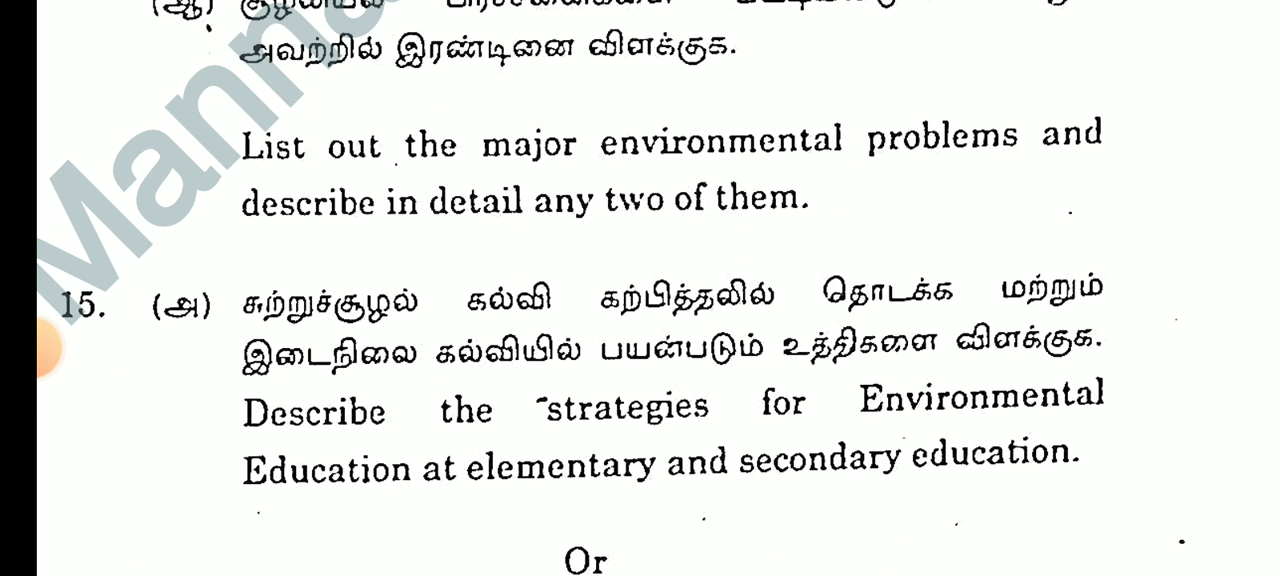 (ஆ) சூழலியல்
அவற்றில் இரண்டினை விளக்குக.
List out the major environmental problems and
describe in detail any two of them.
15. (அ) சுற்றுச்சூழல் கல்வி கற்பித்தலில் தொடக்க மற்றும்
இடைநிலை கல்வியில் பயன்படும் உத்திகளை விளக்குக.
Describe the strategies for Environmental
Education at elementary and secondary education.
Or